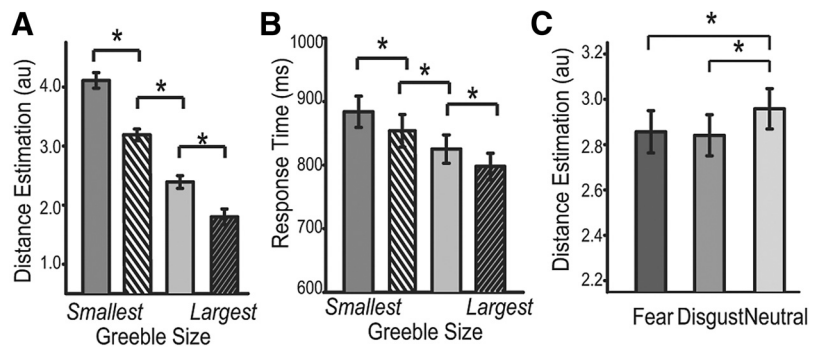 A
Distance Estimation (au)
4.0
3.0
2.0
1.0
*
*
*
Smallest Largest
Greeble Size
B
Response Time (ms)
1000
900
800
700
600
*
*
*
Smallest Largest
Greeble Size
C
Distance Estimation (au)
3.2
3.0
2.8
2.6
2.4
2.2
*
*
Fear Disgust Neutral